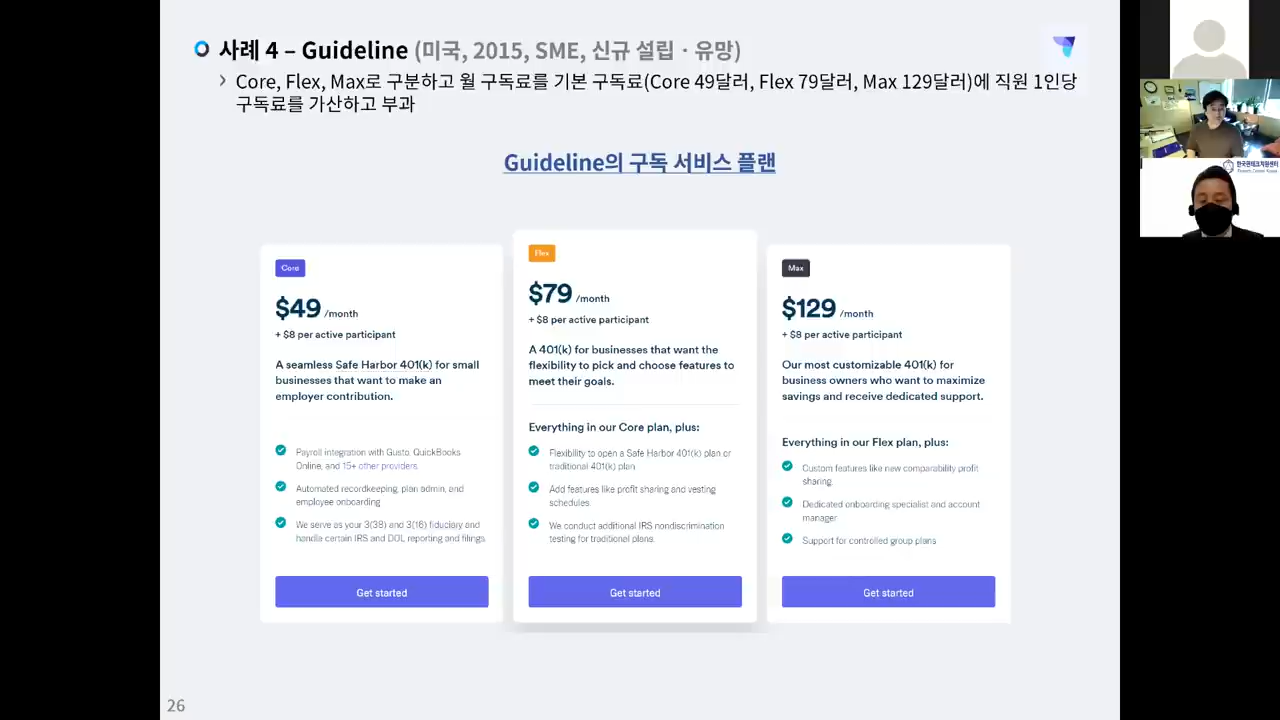 사례 4 – Guideline (미국, 2015, SME, 신규 설립 · 유망)
Core, Flex, Max로 구분하고 월 구독료를 기본 구독료(Core 49달러, Flex 79달러, Max 129달러)에 직원 1인당
구독료를 가산하고 부과
Guideline의 구독 서비스 플랜
Core
$49 /month
+ $8 per active participant
A seamless Safe Harbor 401(k) for small
businesses that want to make an
employer contribution.
Payroll integration with Gusto, QuickBooks
Online, and 15+ other providers
Automated recordkeeping, plan admin, and
employee onboarding
We serve as your 3(38) and 3(16) fiduciary and
handle certain IRS and DOL reporting and filings
Get started
Flex
$79 /month
+ $8 per active participant
A 401(k) for businesses that want the
flexibility to pick and choose features to
meet their goals.
Everything in our Core plan, plus:
Flexibility to open a Safe Harbor 401(k) plan or
traditional 401(k) plan
Add features like profit sharing and vesting
schedules
We conduct additional IRS nondiscrimination
testing for traditional plans.
Get started
Max
$129 /month
+ $8 per active participant
Our most customizable 401(k) for
business owners who want to maximize
savings and receive dedicated support.
Everything in our Flex plan, plus:
Custom features like new comparability profit
sharing
Dedicated onboarding specialist and account
manager
Support for controlled group plans
Get started
26
한국핀테크지원센터
Fintech Center Korea